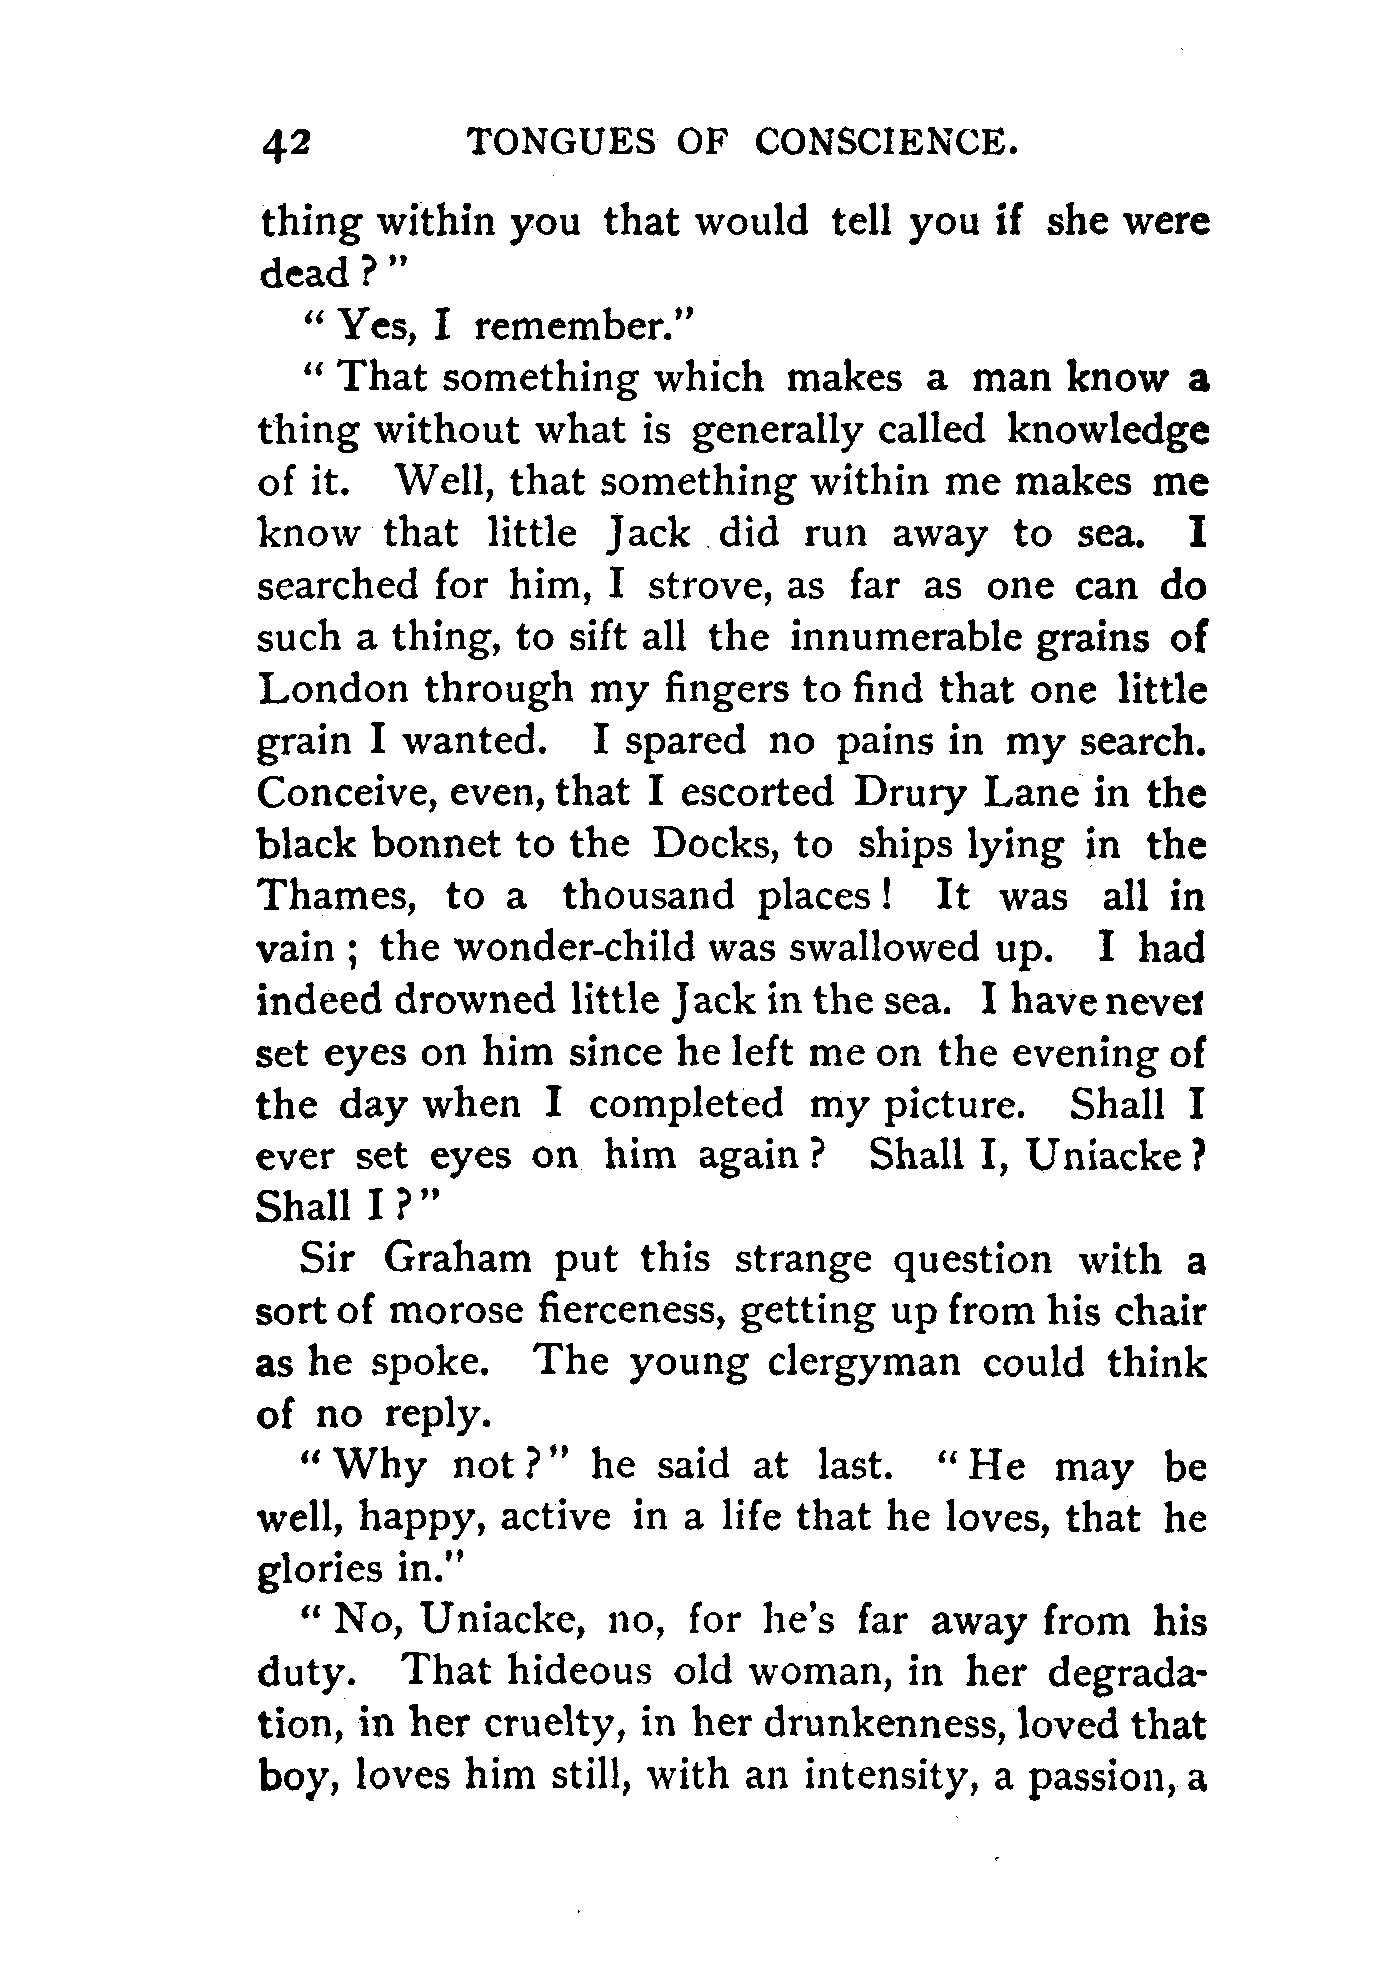 42 TONGUES OF CONSCIENCE.
thing within you that would tell you if she were
dead ? "
" Yes, I remember."
" That something which makes a man know a
thing without what is generally called knowledge
of it. Well, that something within me makes me
know that little Jack did run away to sea. I
searched for him, I strove, as far as one can do
such a thing, to sift all the innumerable grains of
London through my fingers to find that one little
grain I wanted. I spared no pains in my search.
Conceive, even, that I escorted Drury Lane in the
black bonnet to the Docks, to ships lying in the
Thames, to a thousand places ! It was all in
vain ; the wonder-child was swallowed up. I had
indeed drowned little Jack in the sea. I have never
set eyes on him since he left me on the evening of
the day when I completed my picture. Shall I
ever set eyes on him again ? Shall I, Uniacke ?
Shall I ? "
Sir Graham put this strange question with a
sort of morose fierceness, getting up from his chair
as he spoke. The young clergyman could think
of no reply.
" Why not ? " he said at last. " He may be
well, happy, active in a life that he loves, that he
glories in."
" No, Uniacke, no, for he's far away from his
duty. That hideous old woman, in her degrada-
tion, in her cruelty, in her drunkenness, loved that
boy, loves him still, with an intensity, a passion, a